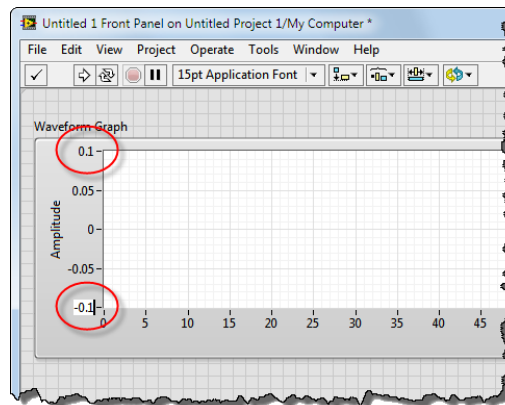 Untitled 1 Front Panel on Untitled Project 1/My Computer *
File Edit View Project Operate Tools Window Help
15pt Application Font
Waveform Graph
0.1
0.05
0
-0.05
-0.1
Amplitude
0 5 10 15 20 25 30 35 40 45